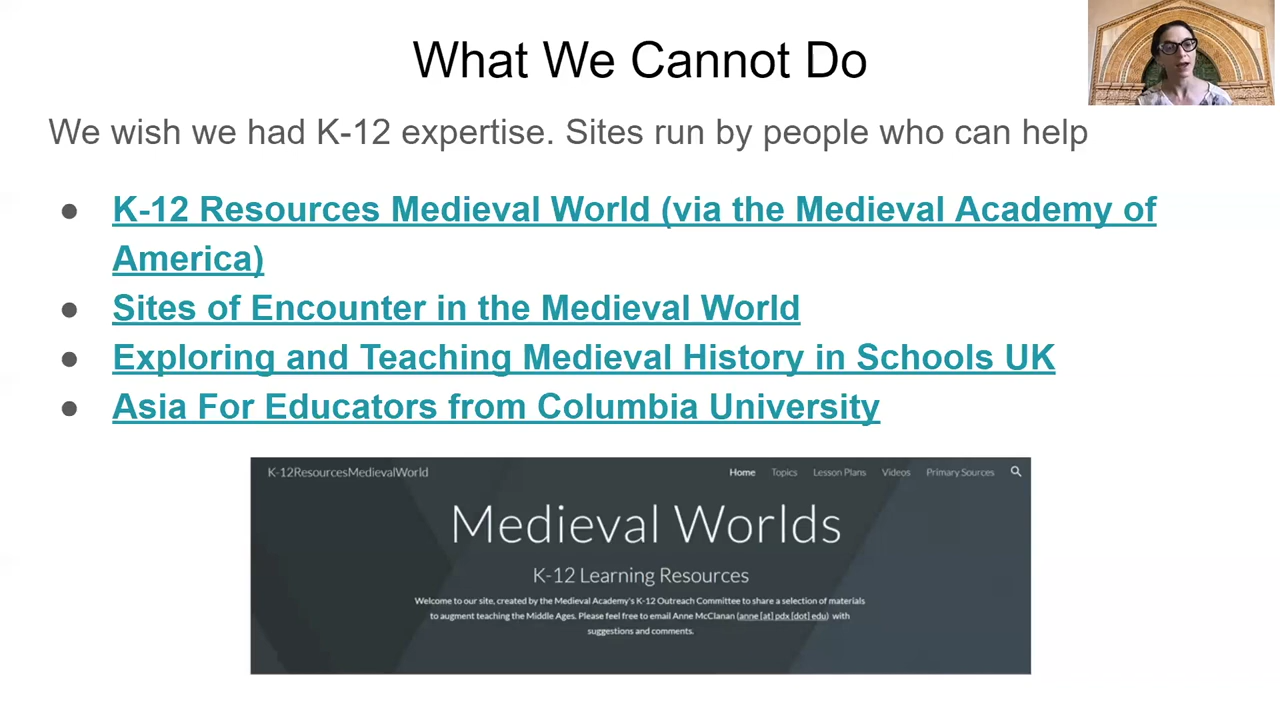 What We Cannot Do
We wish we had K-12 expertise. Sites run by people who can help
● K-12 Resources Medieval World (via the Medieval Academy of
America)
● Sites of Encounter in the Medieval World
● Exploring and Teaching Medieval History in Schools UK
● Asia For Educators from Columbia University
K-12ResourcesMedievalWorld Home Topics Lesson Plans Videos Primary Sources
Medieval Worlds
K-12 Learning Resources
Welcome to our site, created by the Medieval Academy's K-12 Outreach Committee to share a selection of materials
to augment teaching the Middle Ages. Please feel free to email Anne McClanan (anne [at] pdx [dot] edu) with
suggestions and comments.